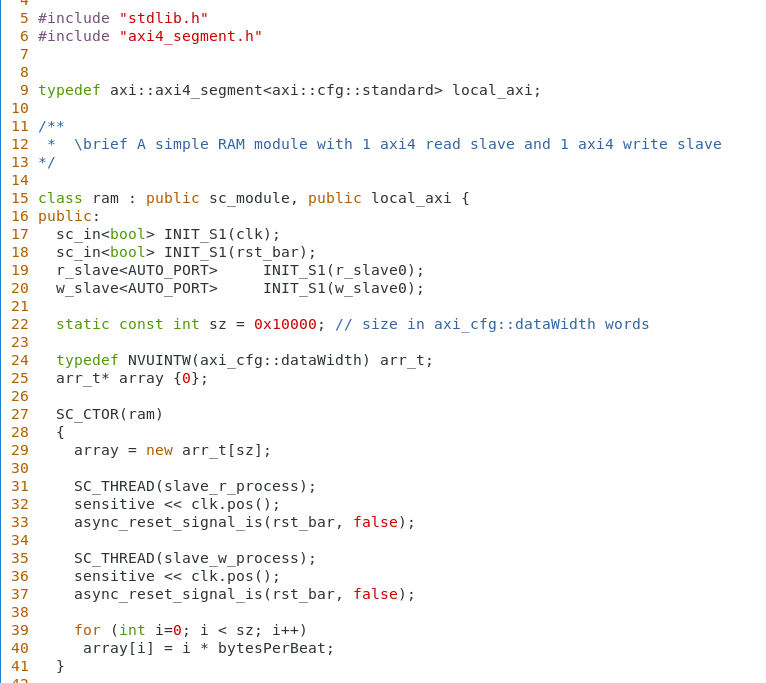 5 #include "stdlib.h"
6 #include "axi4_segment.h"
7
8
9 typedef axi::axi4_segment<axi::cfg::standard> local_axi;
10
11 /**
12  *  \brief A simple RAM module with 1 axi4 read slave and 1 axi4 write slave
13 */
14
15 class ram : public sc_module, public local_axi {
16 public:
17   sc_in<bool> INIT_S1(clk);
18   sc_in<bool> INIT_S1(rst_bar);
19   r_slave<AUTO_PORT>     INIT_S1(r_slave0);
20   w_slave<AUTO_PORT>     INIT_S1(w_slave0);
21
22   static const int sz = 0x10000; // size in axi_cfg::dataWidth words
23
24   typedef NVUINTW(axi_cfg::dataWidth) arr_t;
25   arr_t* array {0};
26
27   SC_CTOR(ram)
28   {
29     array = new arr_t[sz];
30
31     SC_THREAD(slave_r_process);
32     sensitive << clk.pos();
33     async_reset_signal_is(rst_bar, false);
34
35     SC_THREAD(slave_w_process);
36     sensitive << clk.pos();
37     async_reset_signal_is(rst_bar, false);
38
39     for (int i=0; i < sz; i++)
40      array[i] = i * bytesPerBeat;
41   }